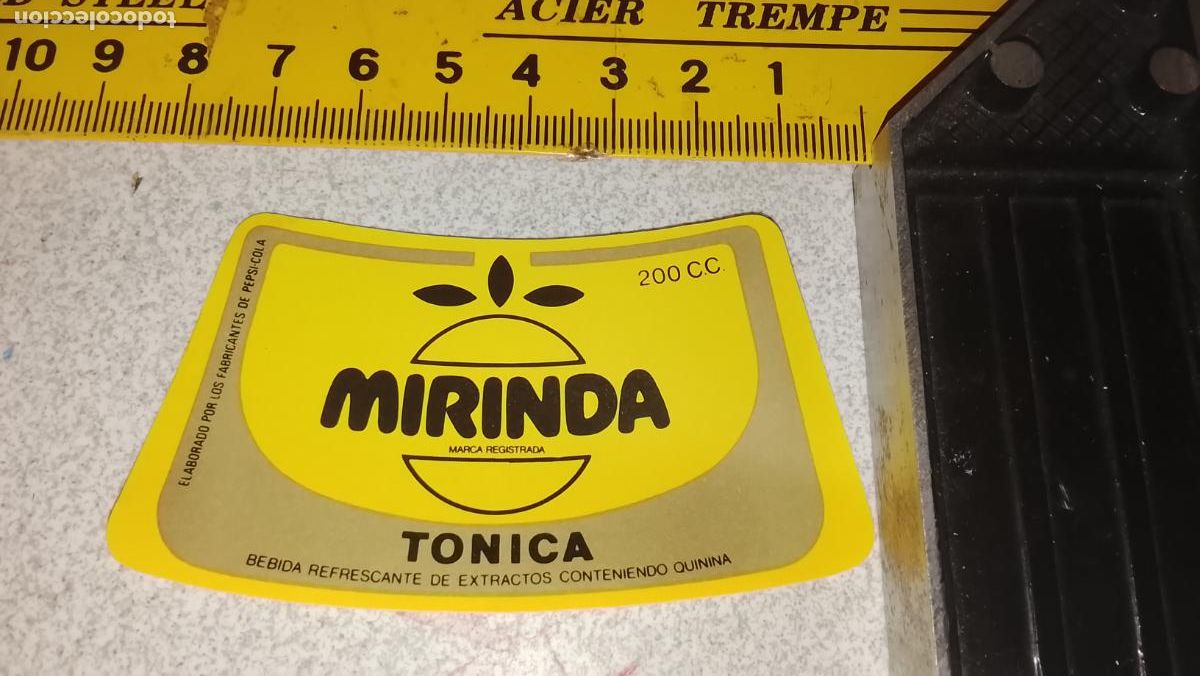 todocoleccion
D STEEL
ACIER TREMPE
10 9 8 7 6 5 4 3 2 1
200 C.C.
ELABORADO POR LOS FABRICANTES DE PEPSI-COLA
MIRINDA
MARCA REGISTRADA
TONICA
BEBIDA REFRESCANTE DE EXTRACTOS CONTENIENDO QUININA